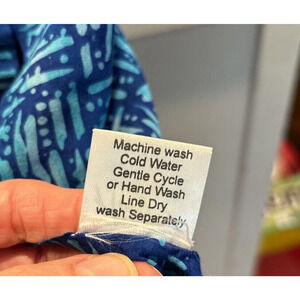 Machine wash
Cold Water
Gentle Cycle
or Hand Wash
Line Dry
wash Separately